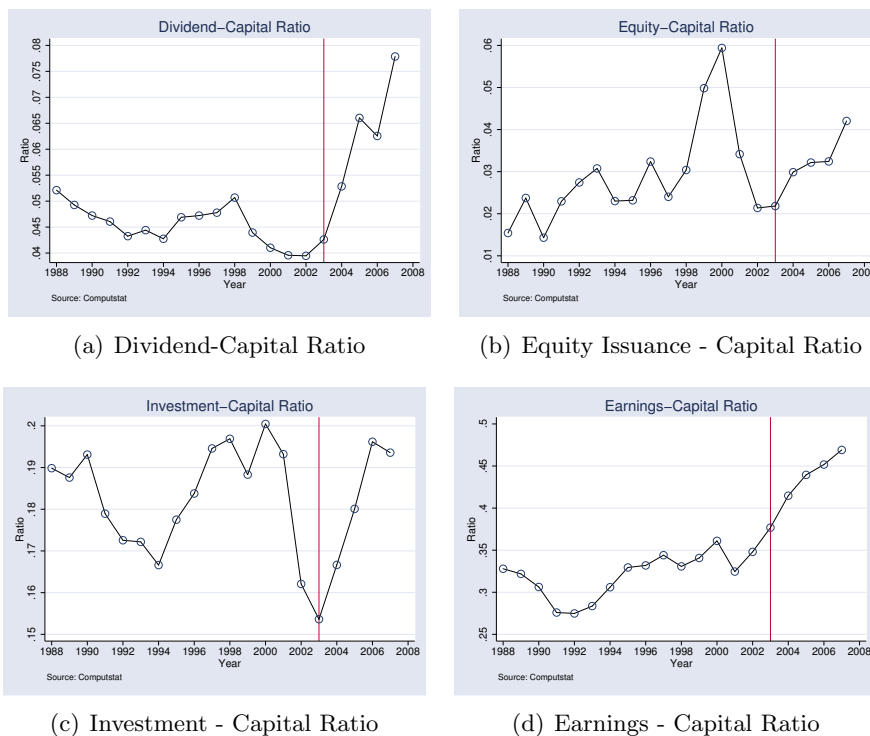 Dividend−Capital Ratio
.08
.075
.07
.065
.06
.055
.05
.045
.04
Ratio
1988 1990 1992 1994 1996 1998 2000 2002 2004 2006 2008
Year
Source: Computstat
(a) Dividend-Capital Ratio
Equity−Capital Ratio
.06
.05
.04
.03
.02
.01
Ratio
1988 1990 1992 1994 1996 1998 2000 2002 2004 2006
Year
Source: Computstat
(b) Equity Issuance - Capital Ratio
Investment−Capital Ratio
.2
.19
.18
.17
.16
.15
Ratio
1988 1990 1992 1994 1996 1998 2000 2002 2004 2006 2008
Year
Source: Computstat
(c) Investment - Capital Ratio
Earnings−Capital Ratio
.5
.45
.4
.35
.3
.25
Ratio
1988 1990 1992 1994 1996 1998 2000 2002 2004 2006 2008
Year
Source: Computstat
(d) Earnings - Capital Ratio